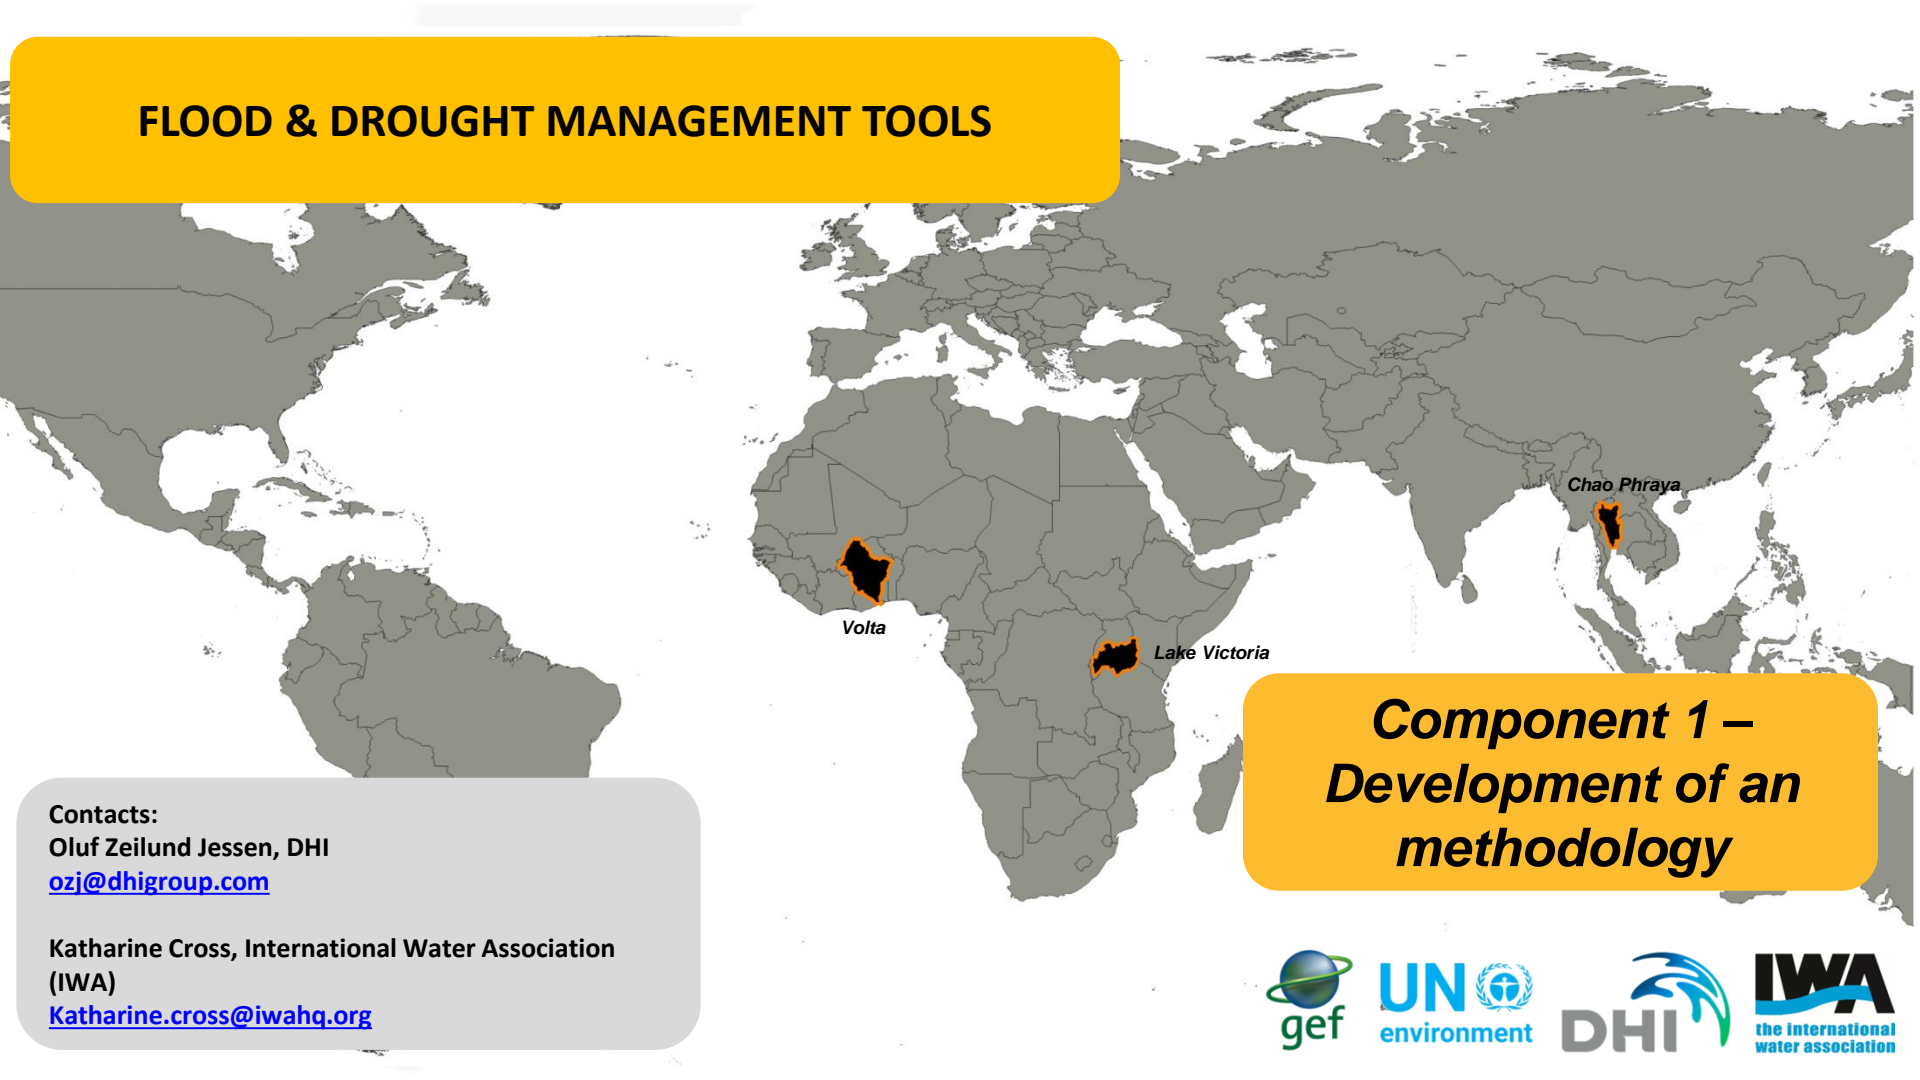 FLOOD & DROUGHT MANAGEMENT TOOLS
Chao Phraya
Volta
Lake Victoria
Component 1 –
Development of an
methodology
Contacts:
Oluf Zeilund Jessen, DHI
ozj@dhigroup.com
Katharine Cross, International Water Association
(IWA)
Katharine.cross@iwahq.org
gef
UN
environment
DHI
IWA
the international
water association